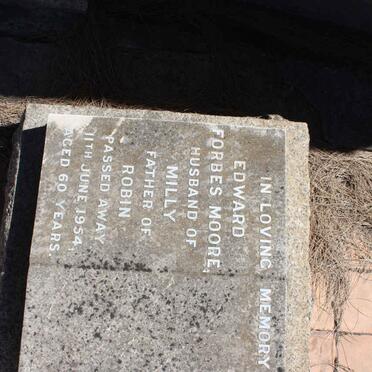 IN LOVING MEMORY
EDWARD
FORBES MOORE,
HUSBAND OF
MILLY
FATHER OF
ROBIN
PASSED AWAY
11TH JUNE 1954,
AGED 60 YEARS.